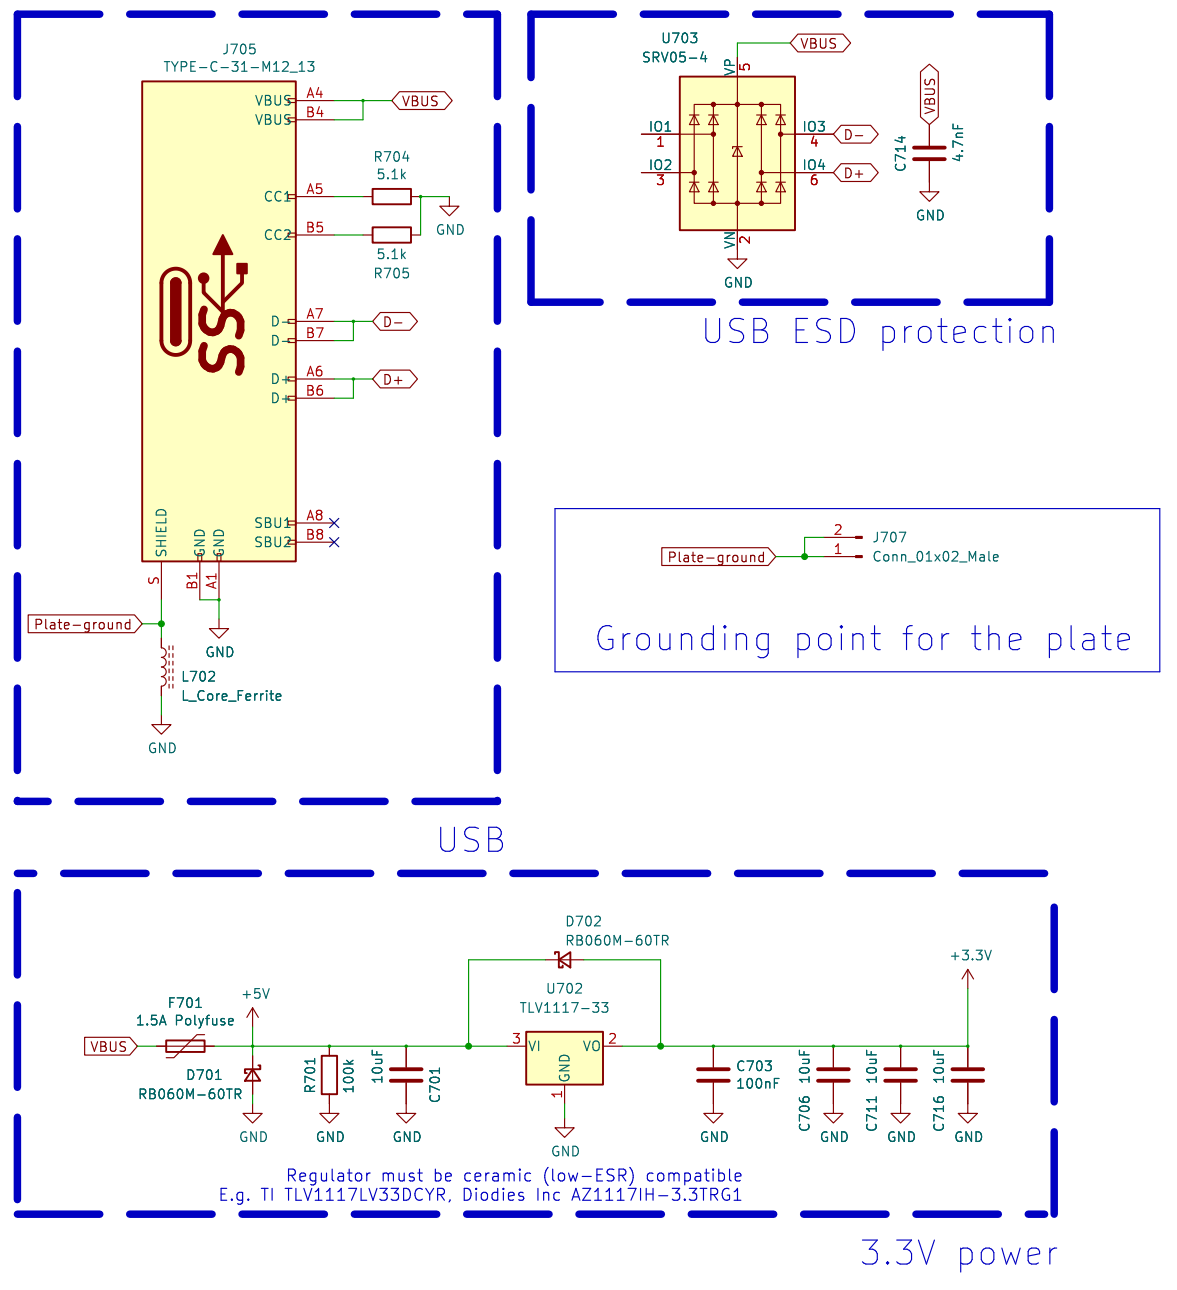 J705
TYPE-C-31-M12_13
VBUS
A4
VBUS
VBUS
B4
R704
5.1k
CC1
A5
GND
CC2
B5
5.1k
R705
D-
A7
D-
D-
B7
D+
A6
D+
D+
B6
SS
SBU1
A8
SBU2
B8
SHIELD
GND
GND
S
B1
A1
Plate-ground
GND
L702
L_Core_Ferrite
GND
USB
U703
SRV05-4
VBUS
VP
5
IO1
1
IO2
3
IO3
4
D-
IO4
6
D+
VN
2
GND
VBUS
C714
4.7nF
GND
USB ESD protection
Plate-ground
2
1
J707
Conn_01x02_Male
Grounding point for the plate
VBUS
F701
1.5A Polyfuse
+5V
D701
RB060M-60TR
GND
R701
100k
GND
10uF
C701
GND
D702
RB060M-60TR
U702
TLV1117-33
3
VI
VO
2
GND
1
GND
C703
100nF
GND
C706
10uF
GND
C711
10uF
GND
C716
10uF
GND
+3.3V
Regulator must be ceramic (low-ESR) compatible
E.g. TI TLV1117LV33DCYR, Diodies Inc AZ1117IH-3.3TRG1
3.3V power